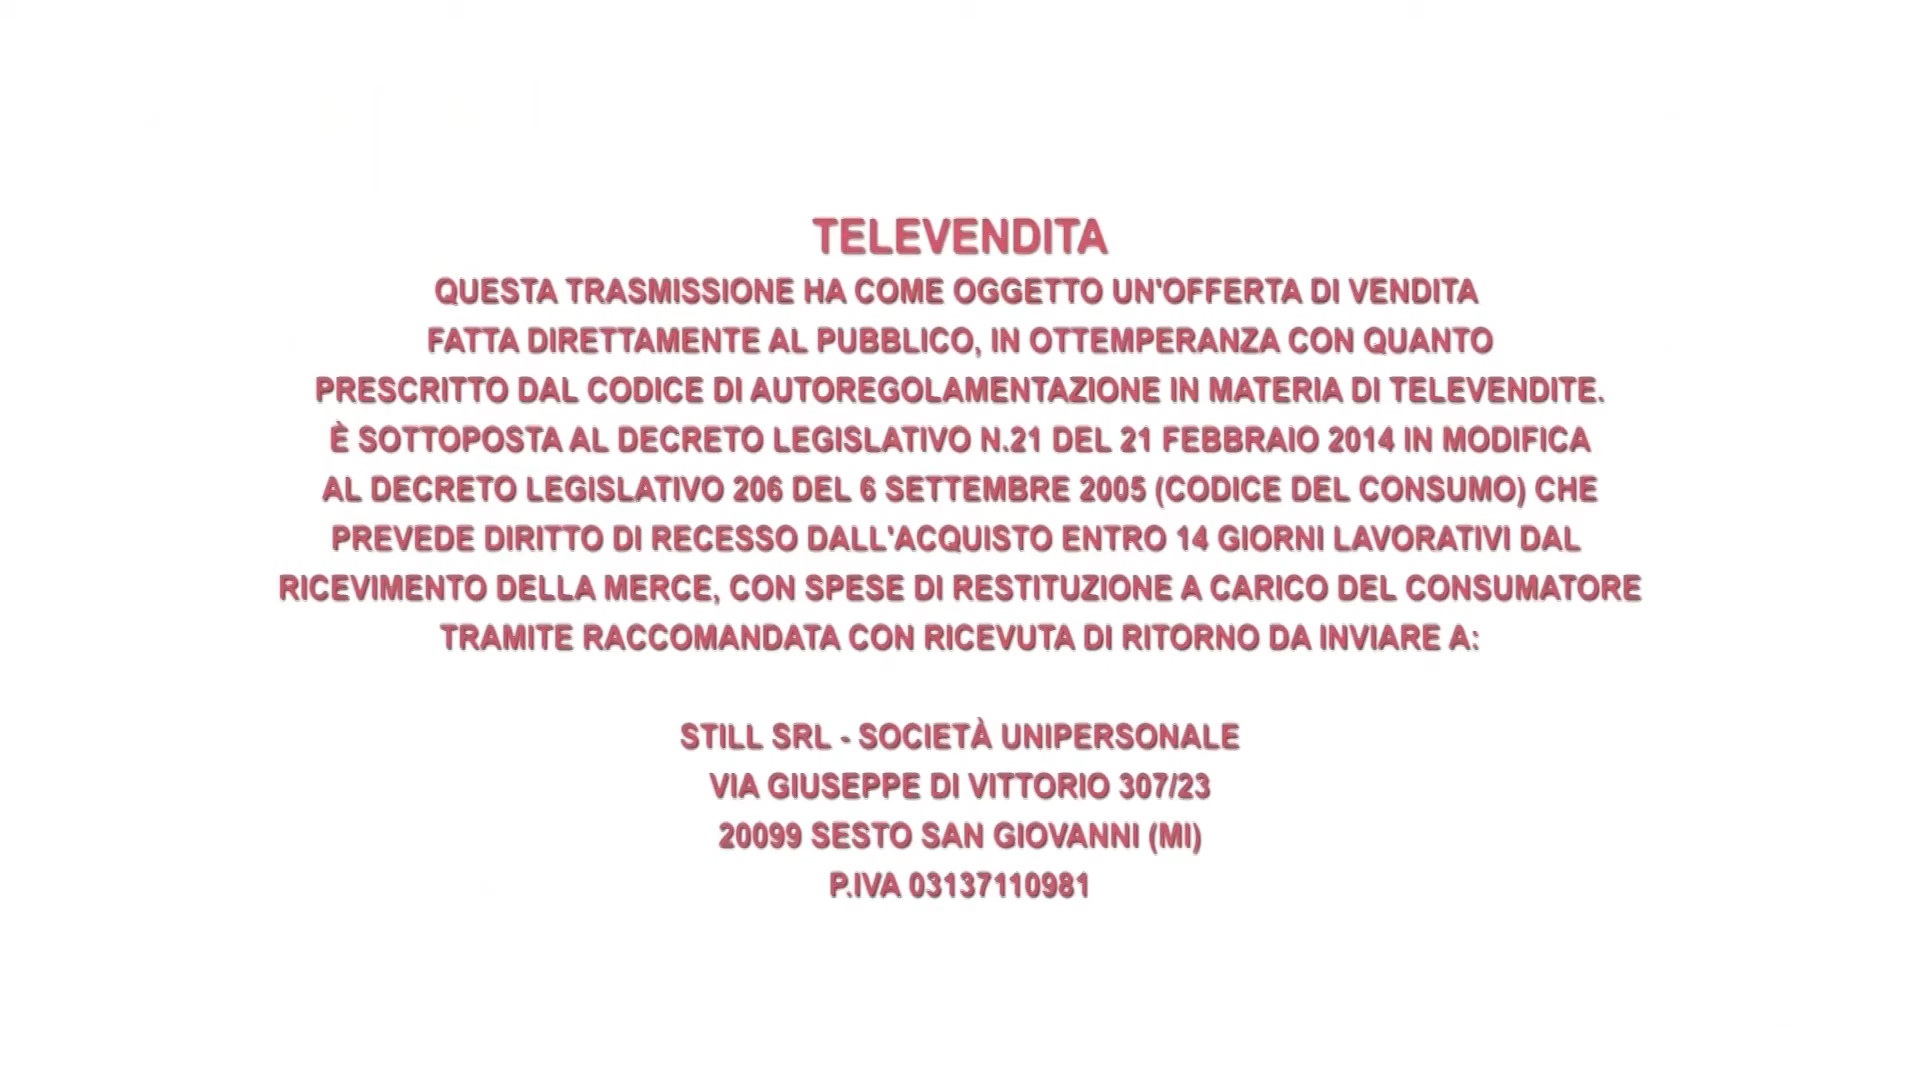 TELEVENDITA
QUESTA TRASMISSIONE HA COME OGGETTO UN'OFFERTA DI VENDITA
FATTA DIRETTAMENTE AL PUBBLICO, IN OTTEMPERANZA CON QUANTO
PRESCRITTO DAL CODICE DI AUTOREGOLAMENTAZIONE IN MATERIA DI TELEVENDITE.
È SOTTOPOSTA AL DECRETO LEGISLATIVO N.21 DEL 21 FEBBRAIO 2014 IN MODIFICA
AL DECRETO LEGISLATIVO 206 DEL 6 SETTEMBRE 2005 (CODICE DEL CONSUMO) CHE
PREVEDE DIRITTO DI RECESSO DALL'ACQUISTO ENTRO 14 GIORNI LAVORATIVI DAL
RICEVIMENTO DELLA MERCE, CON SPESE DI RESTITUZIONE A CARICO DEL CONSUMATORE
TRAMITE RACCOMANDATA CON RICEVUTA DI RITORNO DA INVIARE A:
STILL SRL - SOCIETÀ UNIPERSONALE
VIA GIUSEPPE DI VITTORIO 307/23
20099 SESTO SAN GIOVANNI (MI)
P.IVA 03137110981